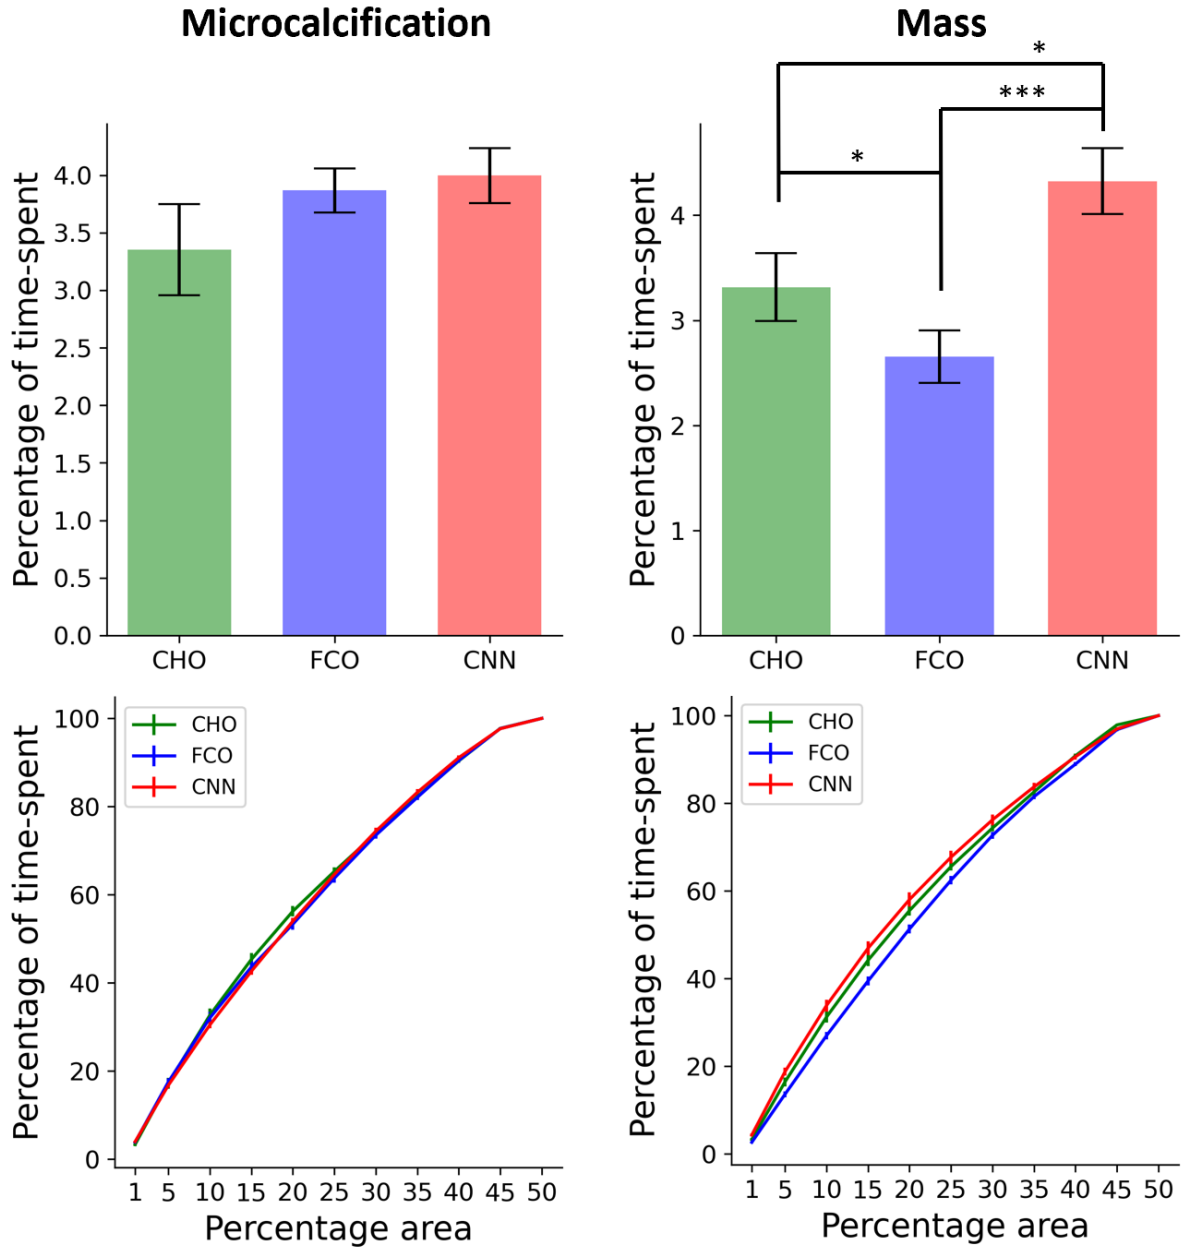 Microcalcification
Percentage of time-spent
4.0
3.5
3.0
2.5
2.0
1.5
1.0
0.5
0.0
CHO FCO CNN
Mass
*
***
*
Percentage of time-spent
4
3
2
1
0
CHO FCO CNN
Percentage of time-spent
100
80
60
40
20
0
CHO
FCO
CNN
1 5 10 15 20 25 30 35 40 45 50
Percentage area
Percentage of time-spent
100
80
60
40
20
0
CHO
FCO
CNN
1 5 10 15 20 25 30 35 40 45 50
Percentage area